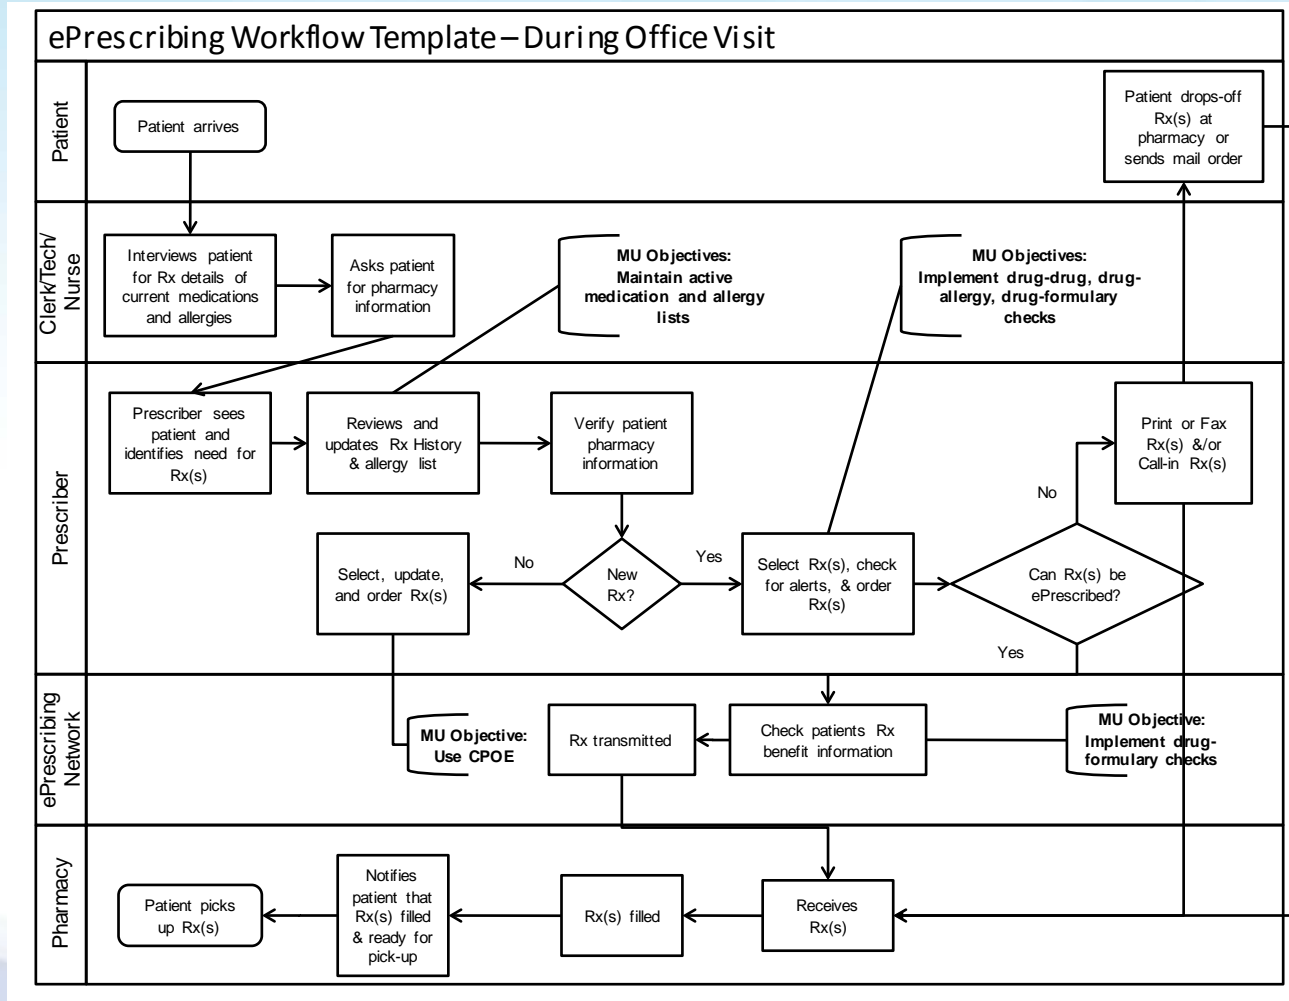 ePrescribing Workflow Template – During Office Visit
Patient
Patient arrives
Patient drops-off
Rx(s) at
pharmacy or
sends mail order
Clerk/Tech/
Nurse
Interviews patient
for Rx details of
current medications
and allergies
Asks patient
for pharmacy
information
MU Objectives:
Maintain active
medication and allergy
lists
MU Objectives:
Implement drug-drug, drug-
allergy, drug-formulary
checks
Prescriber
Prescriber sees
patient and
identifies need for
Rx(s)
Reviews and
updates Rx History
& allergy list
Verify patient
pharmacy
information
Print or Fax
Rx(s) &/or
Call-in Rx(s)
No
Select, update,
and order Rx(s)
No
New
Rx?
Yes
Select Rx(s), check
for alerts, & order
Rx(s)
Can Rx(s) be
ePrescribed?
Yes
ePrescribing
Network
MU Objective:
Use CPOE
Rx transmitted
Check patients Rx
benefit information
MU Objective:
Implement drug-
formulary checks
Pharmacy
Patient picks
up Rx(s)
Notifies
patient that
Rx(s) filled
& ready for
pick-up
Rx(s) filled
Receives
Rx(s)